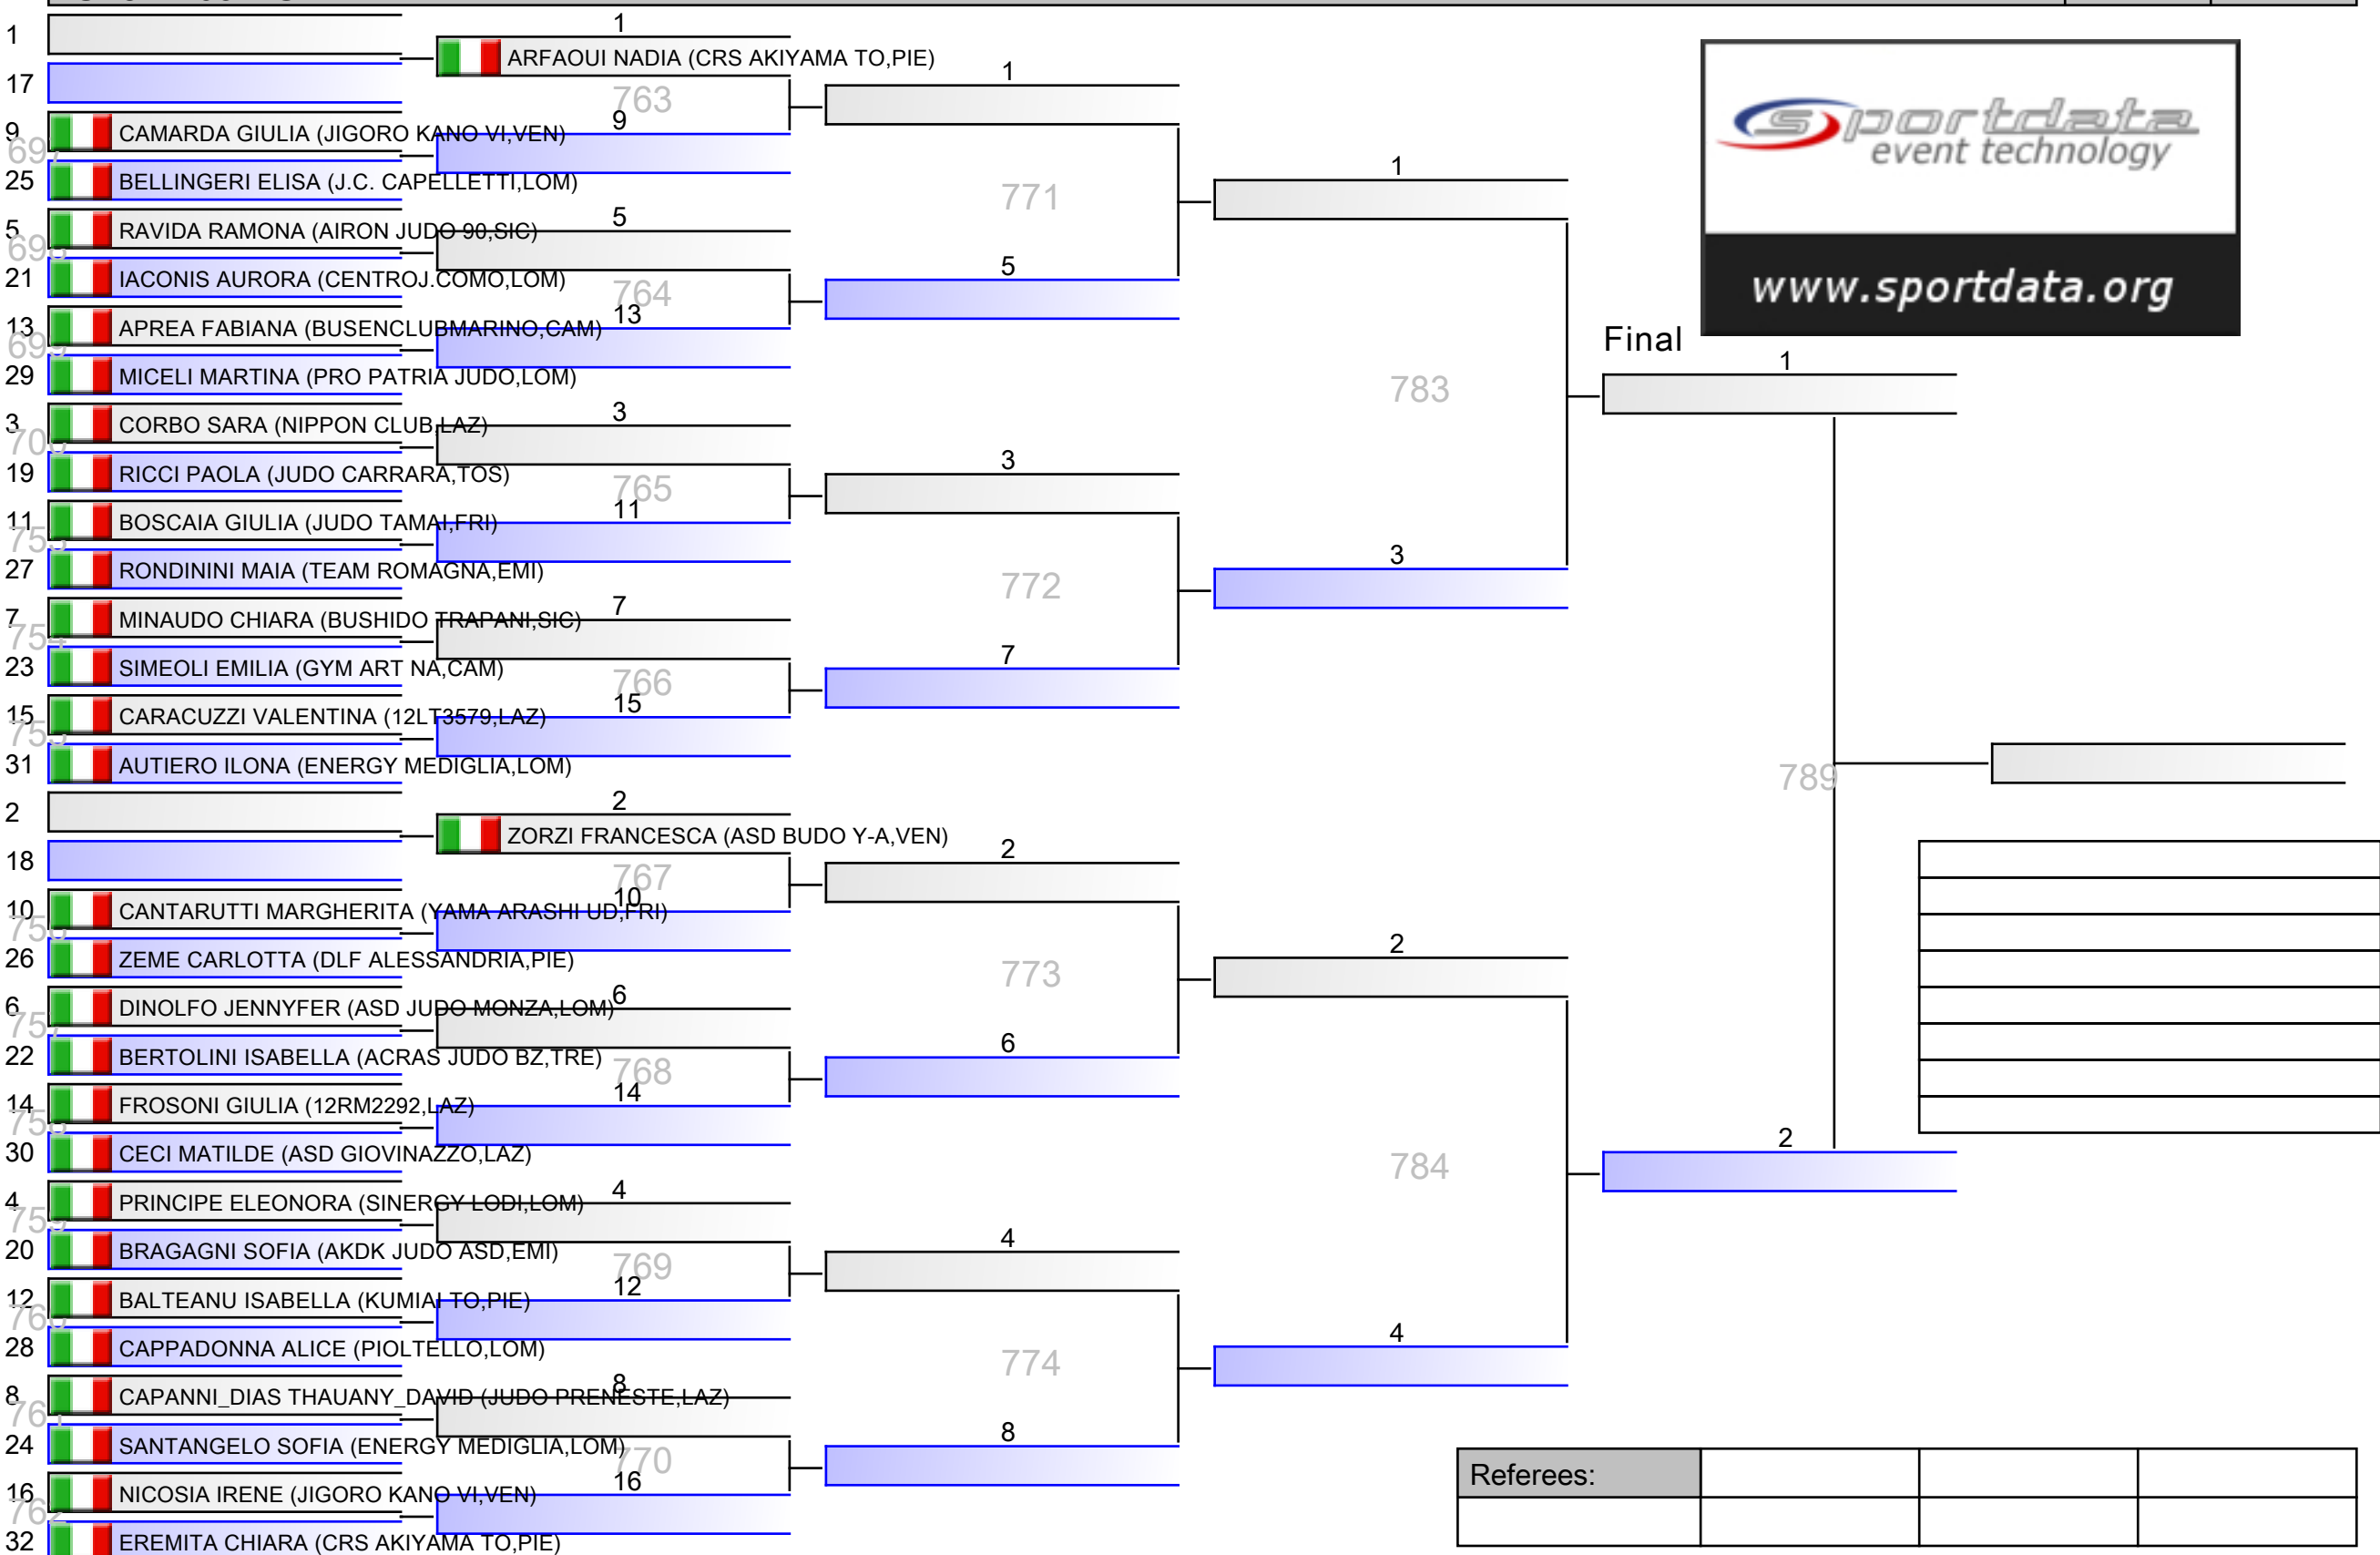 1
17
9 CAMARDA GIULIA (JIGORO KANO VI,VEN)
25 BELLINGERI ELISA (J.C. CAPELLETTI,LOM)
5 RAVIDA RAMONA (AIRON JUDO 90,SIC)
21 IACONIS AURORA (CENTROJ.COMO,LOM)
13 APREA FABIANA (BUSENCLUBMARINO,CAM)
699
29 MICELI MARTINA (PRO PATRIA JUDO,LOM)
3 CORBO SARA (NIPPON CLUB,LAZ)
700
19 RICCI PAOLA (JUDO CARRARA,TOS)
11 BOSCAIA GIULIA (JUDO TAMAI,FRI)
27 RONDININI MAIA (TEAM ROMAGNA,EMI)
7 MINAUDO CHIARA (BUSHIDO TRAPANI,SIC)
754
23 SIMEOLI EMILIA (GYM ART NA,CAM)
15 CARACUZZI VALENTINA (12LT3579,LAZ)
31 AUTIERO ILONA (ENERGY MEDIGLIA,LOM)
2
18
10 CANTARUTTI MARGHERITA (YAMA ARASHI UD,FRI)
26 ZEME CARLOTTA (DLF ALESSANDRIA,PIE)
6 DINOLFO JENNYFER (ASD JUDO MONZA,LOM)
22 BERTOLINI ISABELLA (ACRAS JUDO BZ,TRE)
14 FROSONI GIULIA (12RM2292,LAZ)
30 CECI MATILDE (ASD GIOVINAZZO,LAZ)
4 PRINCIPE ELEONORA (SINERGY LODI,LOM)
20 BRAGAGNI SOFIA (AKDK JUDO ASD,EMI)
12 BALTEANU ISABELLA (KUMIAI TO,PIE)
28 CAPPADONNA ALICE (PIOLTELLO,LOM)
8 CAPANNI_DIAS THAUANY_DAVID (JUDO PRENESTE,LAZ)
24 SANTANGELO SOFIA (ENERGY MEDIGLIA,LOM)
16 NICOSIA IRENE (JIGORO KANO VI,VEN)
32 EREMITA CHIARA (CRS AKIYAMA TO,PIE)
1
ARFAOUI NADIA (CRS AKIYAMA TO,PIE)
763
9
5
764
13
3
765
11
7
766
15
2
ZORZI FRANCESCA (ASD BUDO Y-A,VEN)
767
10
6
768
14
4
769
12
8
770
16
1
771
5
3
772
7
2
773
6
4
774
8
1
783
3
2
784
4
Final
1
789
2
sportdata
event technology
www.sportdata.org
Referees: